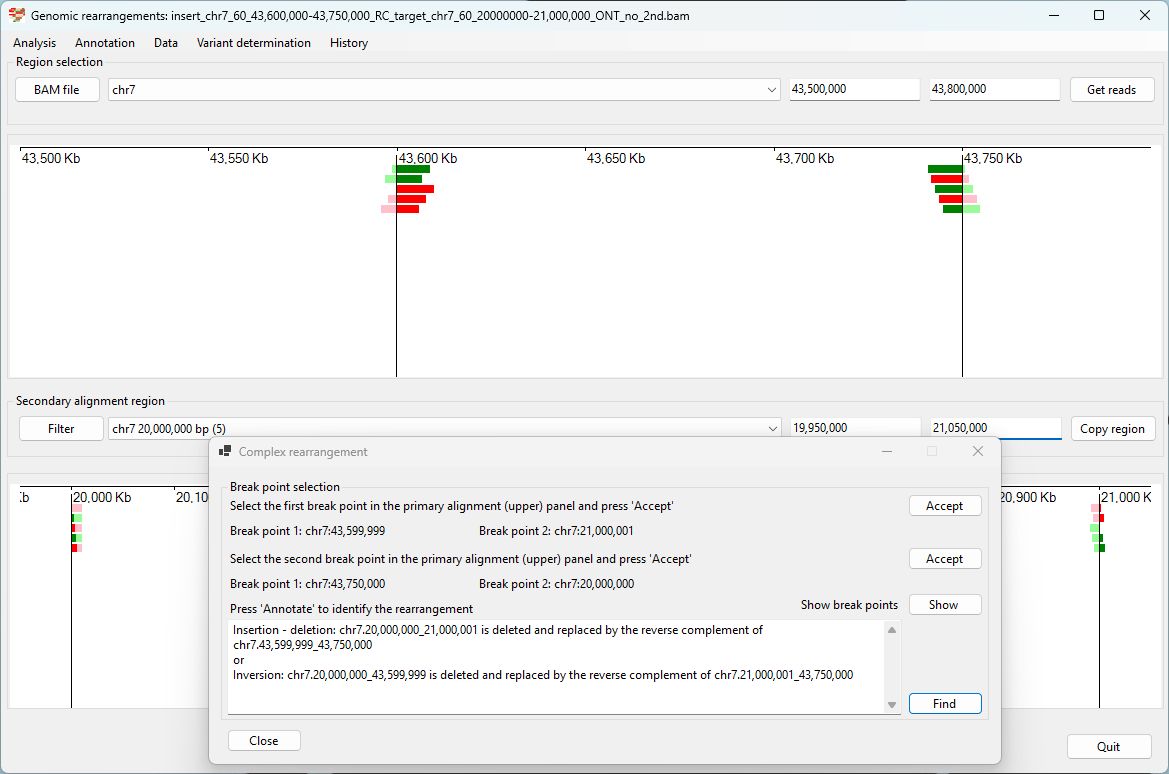 Genomic rearrangements: insert_chr7_60_43,600,000-43,750,000_RC_target_chr7_60_20000000-21,000,000_ONT_no_2nd.bam
Analysis Annotation Data Variant determination History
Region selection
BAM file chr7 43,500,000 43,800,000 Get reads
43,500 Kb 43,550 Kb 43,600 Kb 43,650 Kb 43,700 Kb 43,750 Kb
Secondary alignment region
Filter chr7 20,000,000 bp (5) 19,950,000 21,050,000 Copy region
Complex rearrangement
Break point selection
Kb 20,000 Kb 20,10 20,900 Kb 21,000 K
Select the first break point in the primary alignment (upper) panel and press 'Accept' Accept
Break point 1: chr7:43,599,999 Break point 2: chr7:21,000,001
Select the second break point in the primary alignment (upper) panel and press 'Accept' Accept
Break point 1: chr7:43,750,000 Break point 2: chr7:20,000,000
Press 'Annotate' to identify the rearrangement Show break points Show
Insertion - deletion: chr7.20,000,000_21,000,001 is deleted and replaced by the reverse complement of
chr7.43,599,999_43,750,000
or
Inversion: chr7.20,000,000_43,599,999 is deleted and replaced by the reverse complement of chr7.21,000,001_43,750,000
Find
Close
Quit